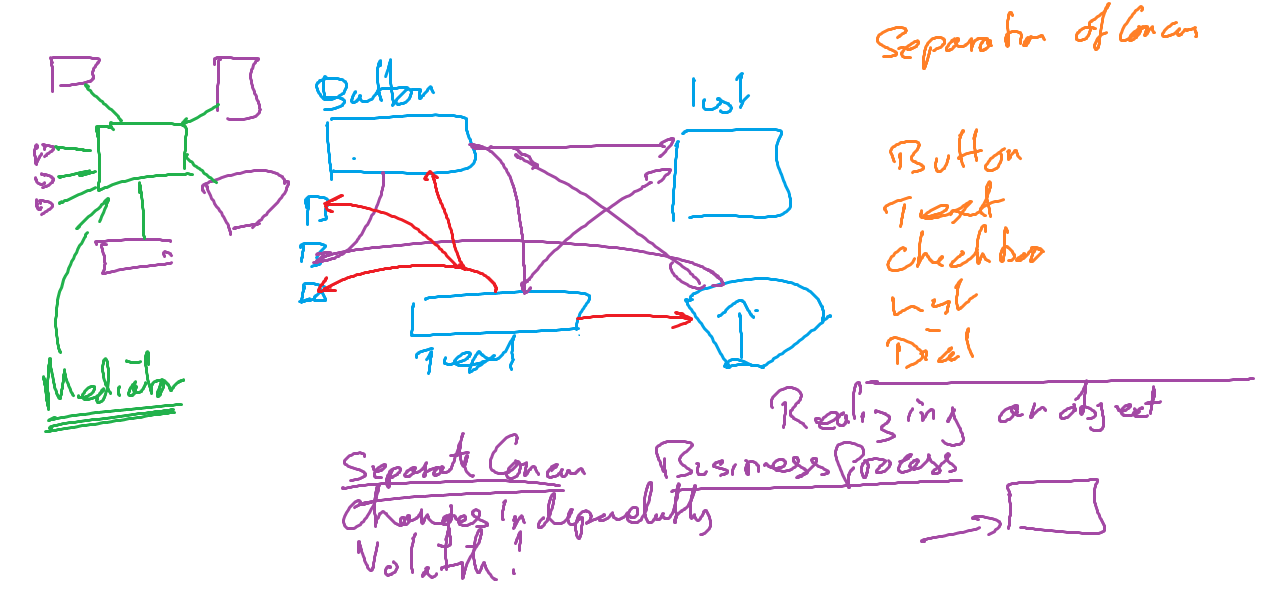 Separation of Concern
Button
List
Button
Text
Checkbox
List
Dial
Text
Mediator
Realizing an object
Separate Concern
Business Process
Changes Independently
Volatile!